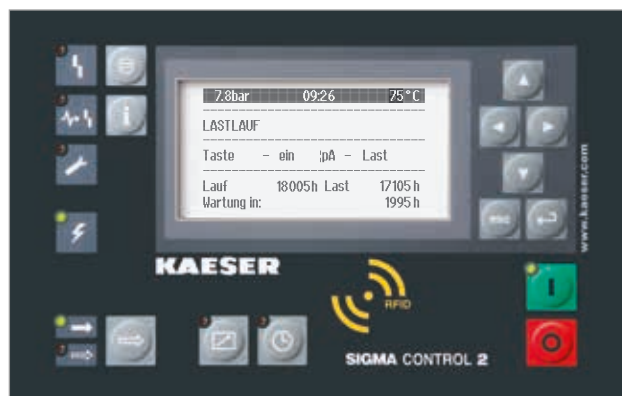 7.8bar 09:26 75°C
LASTLAUF
Taste - ein ¦pA - Last
Lauf 18005h Last 17105h
Wartung in: 1995h
esc
www.kaeser.com
KAESER
RFID
I
SIGMA CONTROL 2